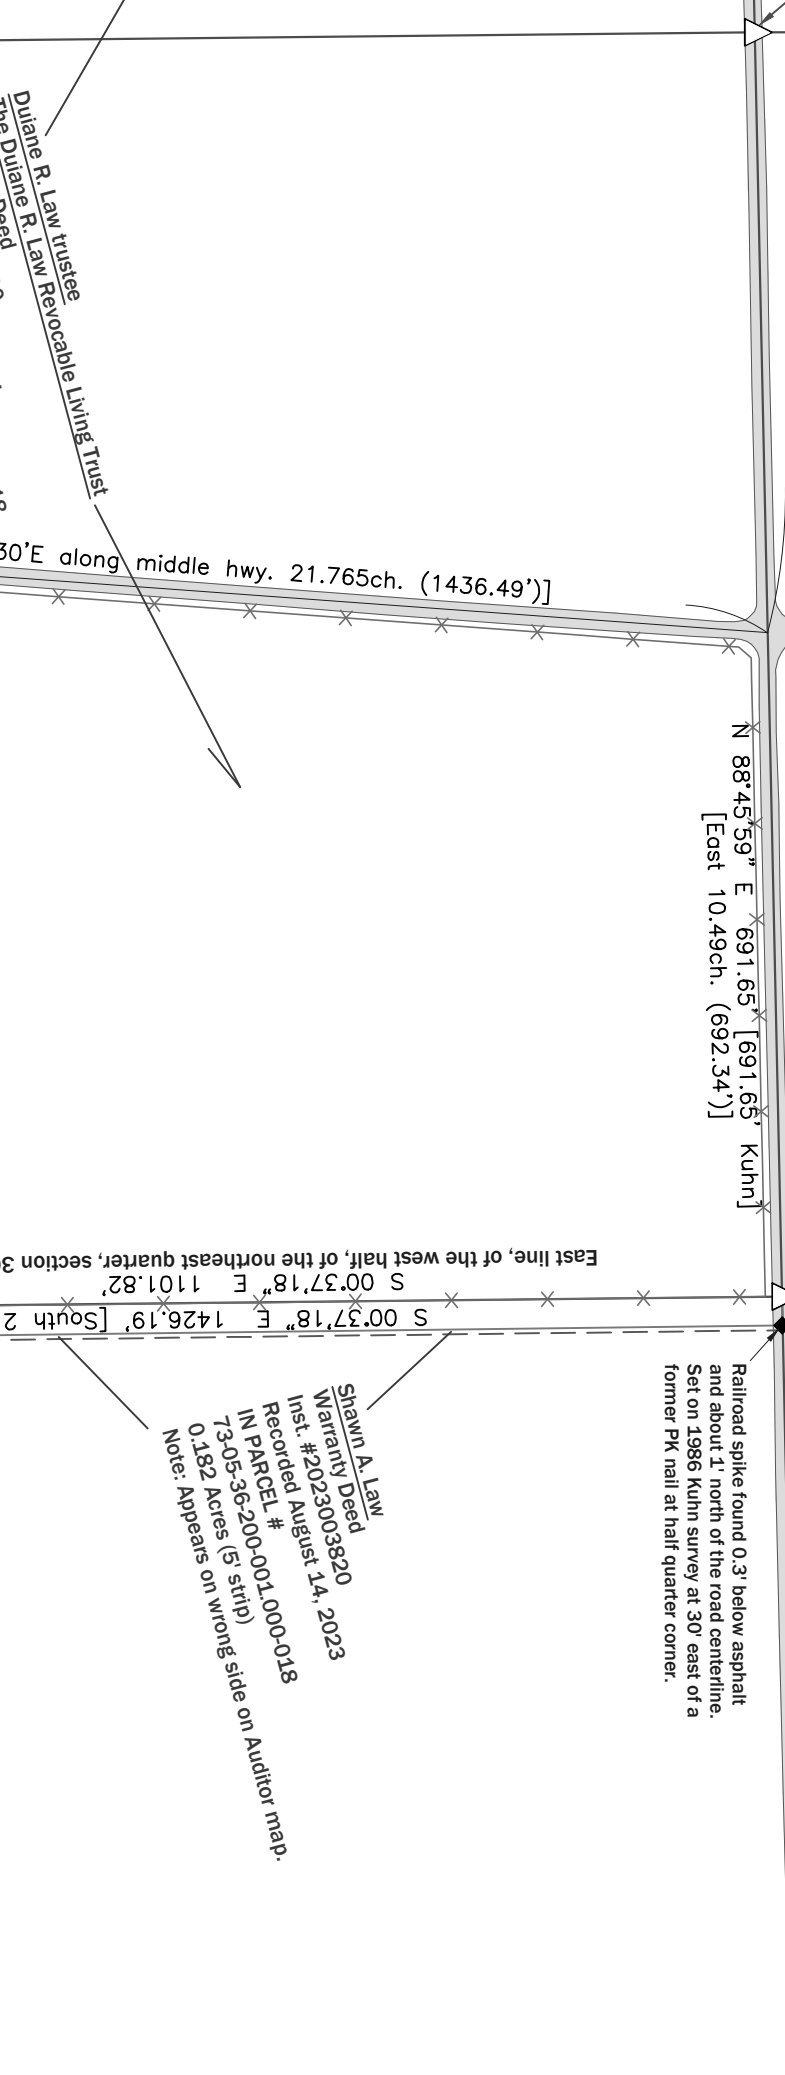 Duiane R. Law trustee
The Duiane R. Law Revocable Living Trust
Deed
30'E along middle hwy. 21.765ch. (1436.49')]
N 88°45'59" E 691.65' [691.65' Kuhn]
[East 10.49ch. (692.34')]
East line, of the west half, of the northeast quarter, section 3
S 00°37'18" E 1101.82'
S 00°37'18" E 1426.19' [South 2
Railroad spike found 0.3' below asphalt
and about 1' north of the road centerline.
Set on 1986 Kuhn survey at 30' east of a
former PK nail at half quarter corner.
Shawn A. Law
Warranty Deed
Inst. #2023003820
Recorded August 14, 2023
IN PARCEL #
73-05-36-200-001.000-018
0.182 Acres (5' strip)
Note: Appears on wrong side on Auditor map.